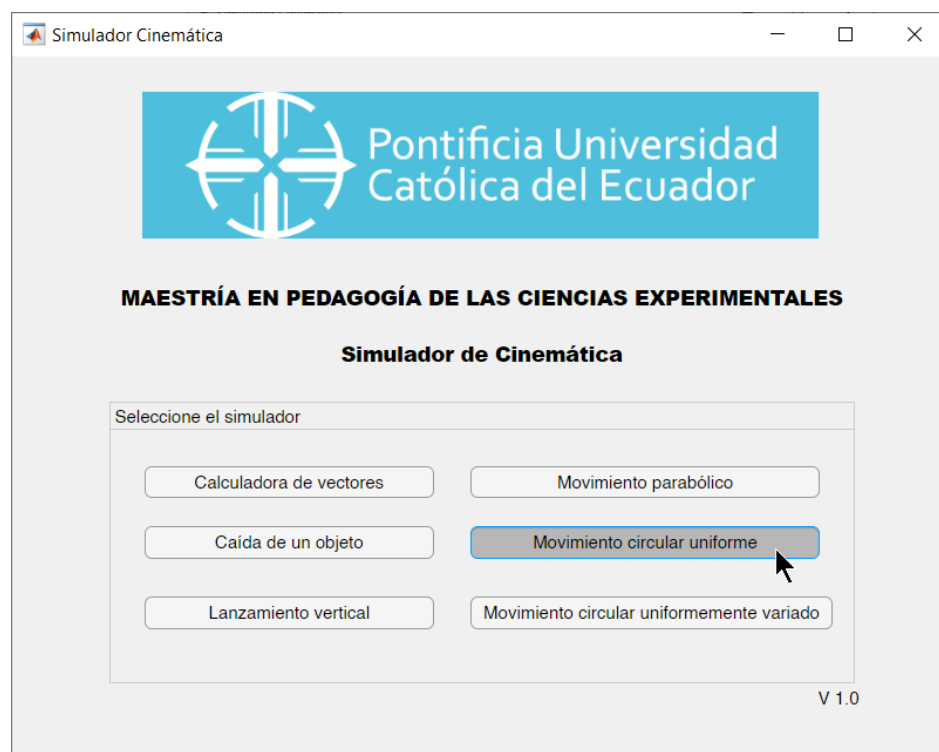 Simulador Cinemática
Pontificia Universidad
Católica del Ecuador
MAESTRÍA EN PEDAGOGÍA DE LAS CIENCIAS EXPERIMENTALES
Simulador de Cinemática
Seleccione el simulador
Calculadora de vectores
Movimiento parabólico
Caída de un objeto
Movimiento circular uniforme
Lanzamiento vertical
Movimiento circular uniformemente variado
V 1.0